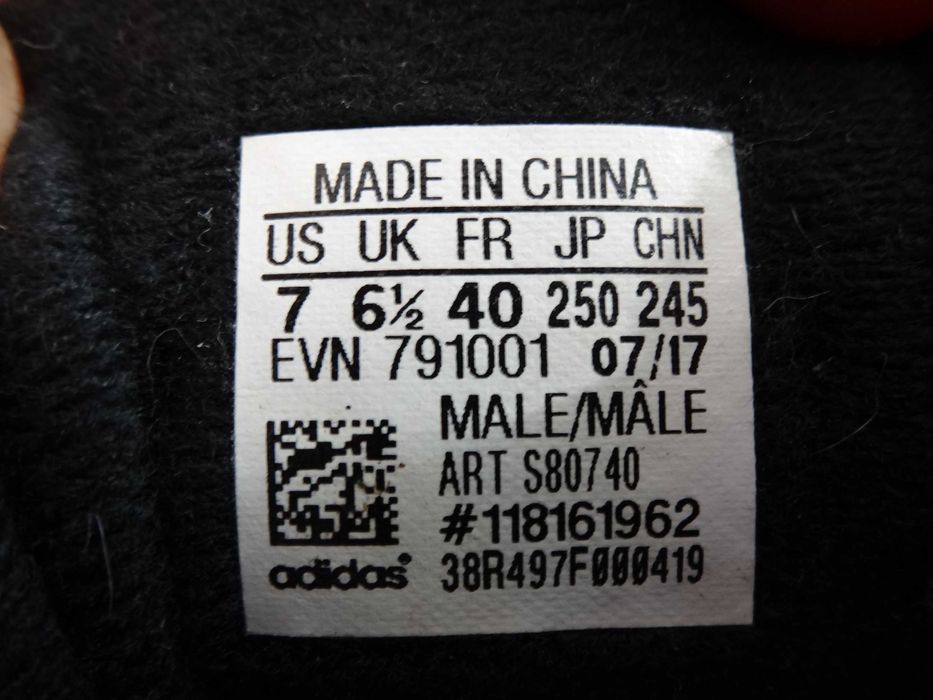 MADE IN CHINA
US UK FR JP CHN
7 6½ 40 250 245
EVN 791001 07/17
MALE/MÂLE
ART S80740
#118161962
adidas® 38R497F000419